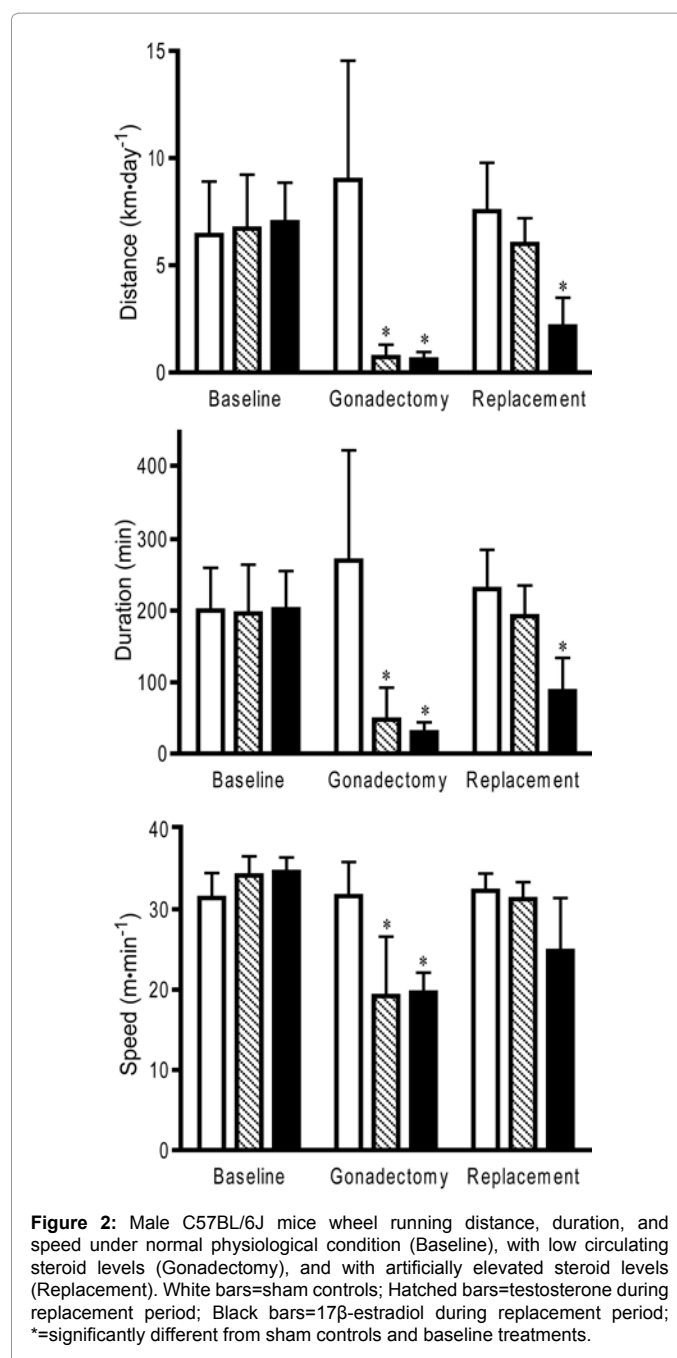 15
10
5
0
Distance (km•day⁻¹)
*
*
*
Baseline
Gonadectomy
Replacement
400
300
200
100
0
Duration (min)
*
*
*
Baseline
Gonadectomy
Replacement
40
30
20
10
0
Speed (m•min⁻¹)
*
*
Baseline
Gonadectomy
Replacement
Figure 2: Male C57BL/6J mice wheel running distance, duration, and
speed under normal physiological condition (Baseline), with low circulating
steroid levels (Gonadectomy), and with artificially elevated steroid levels
(Replacement). White bars=sham controls; Hatched bars=testosterone during
replacement period; Black bars=17β-estradiol during replacement period;
*=significantly different from sham controls and baseline treatments.